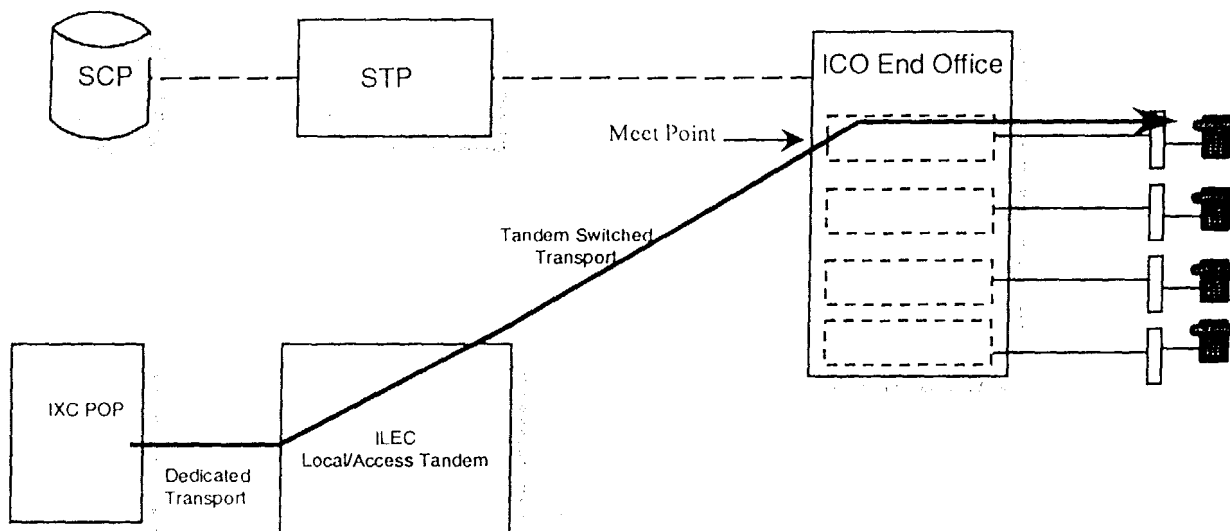 SCP
STP
ICO End Office
Meet Point
Tandem Switched
Transport
IXC POP
ILEC
Local/Access Tandem
Dedicated
Transport